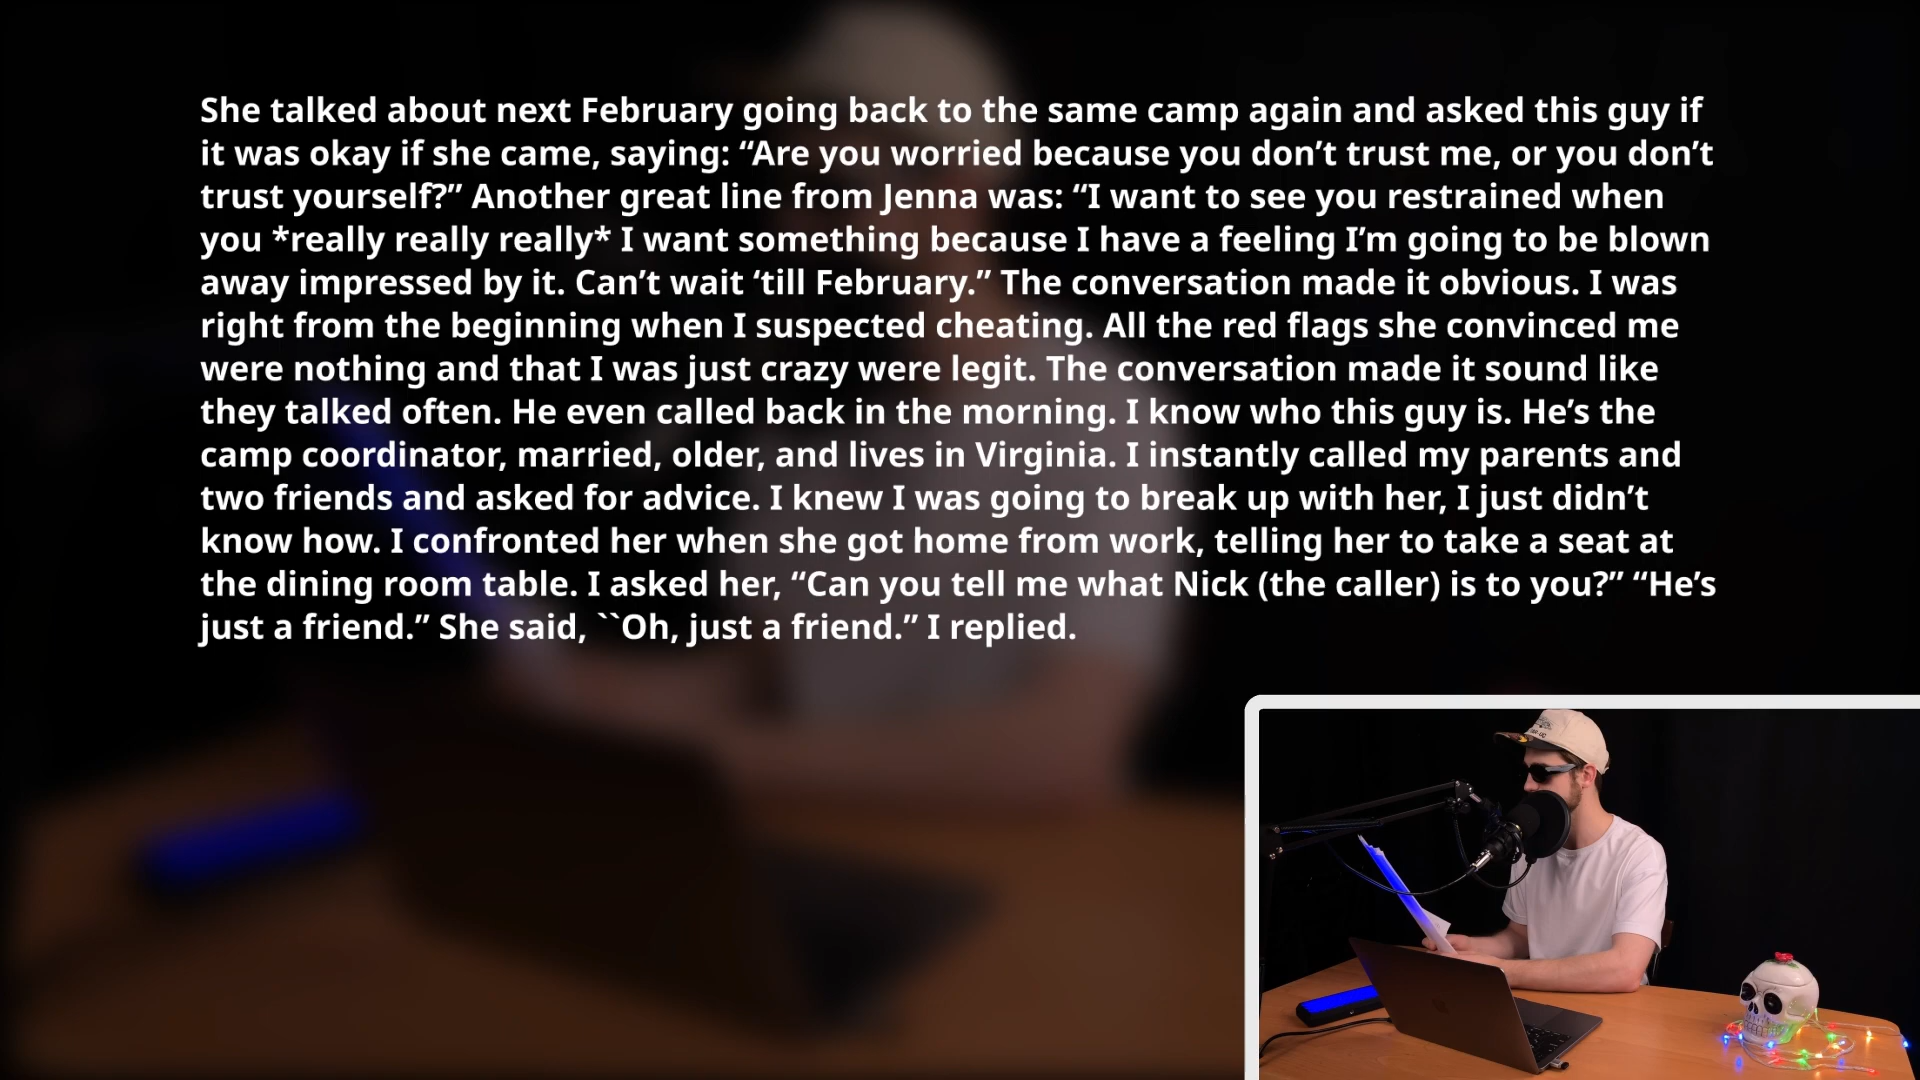 She talked about next February going back to the same camp again and asked this guy if
it was okay if she came, saying: “Are you worried because you don’t trust me, or you don’t
trust yourself?” Another great line from Jenna was: “I want to see you restrained when
you *really really really* I want something because I have a feeling I’m going to be blown
away impressed by it. Can’t wait ‘till February.” The conversation made it obvious. I was
right from the beginning when I suspected cheating. All the red flags she convinced me
were nothing and that I was just crazy were legit. The conversation made it sound like
they talked often. He even called back in the morning. I know who this guy is. He’s the
camp coordinator, married, older, and lives in Virginia. I instantly called my parents and
two friends and asked for advice. I knew I was going to break up with her, I just didn’t
know how. I confronted her when she got home from work, telling her to take a seat at
the dining room table. I asked her, “Can you tell me what Nick (the caller) is to you?” “He’s
just a friend.” She said, ``Oh, just a friend.” I replied.